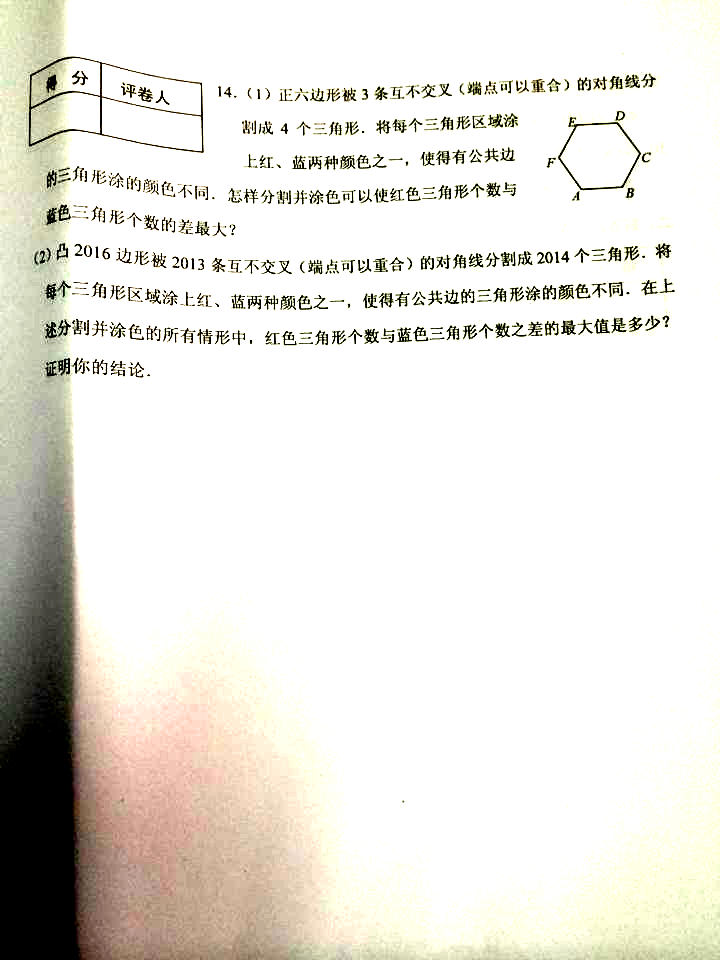 得 分 评卷人
14.（1）正六边形被 3 条互不交叉（端点可以重合）的对角线分
割成 4 个三角形．将每个三角形区域涂
上红、蓝两种颜色之一，使得有公共边
的三角形涂的颜色不同．怎样分割并涂色可以使红色三角形个数与
蓝色三角形个数的差最大？
E D
F C
A B
（2）凸 2016 边形被 2013 条互不交叉（端点可以重合）的对角线分割成 2014 个三角形．将
每个三角形区域涂上红、蓝两种颜色之一，使得有公共边的三角形涂的颜色不同．在上
述分割并涂色的所有情形中，红色三角形个数与蓝色三角形个数之差的最大值是多少？
证明你的结论．